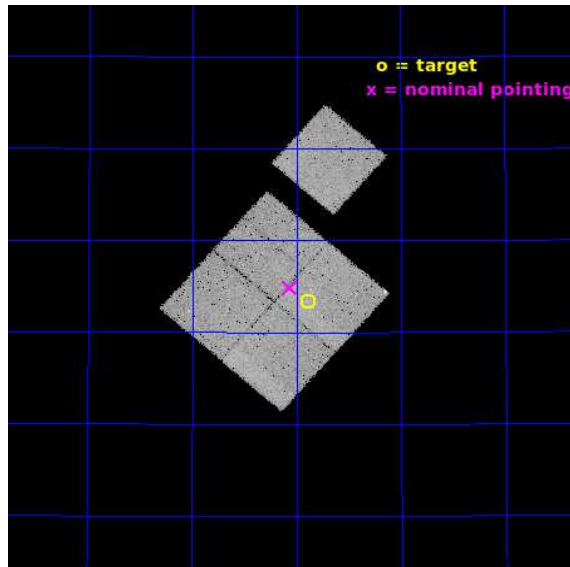 o = target
x = nominal pointing